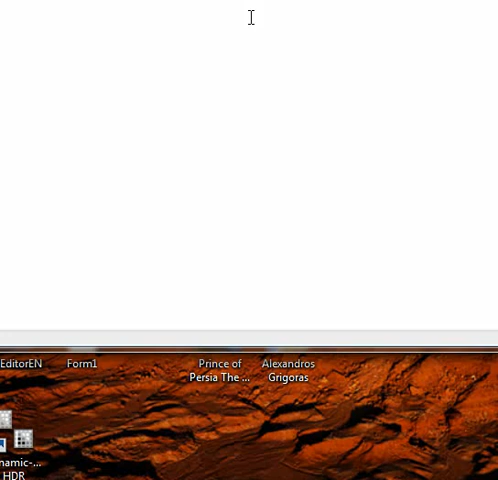 EditorEN
Form1
Prince of
Persia The ...
Alexandros
Grigoras
namic-...
HDR